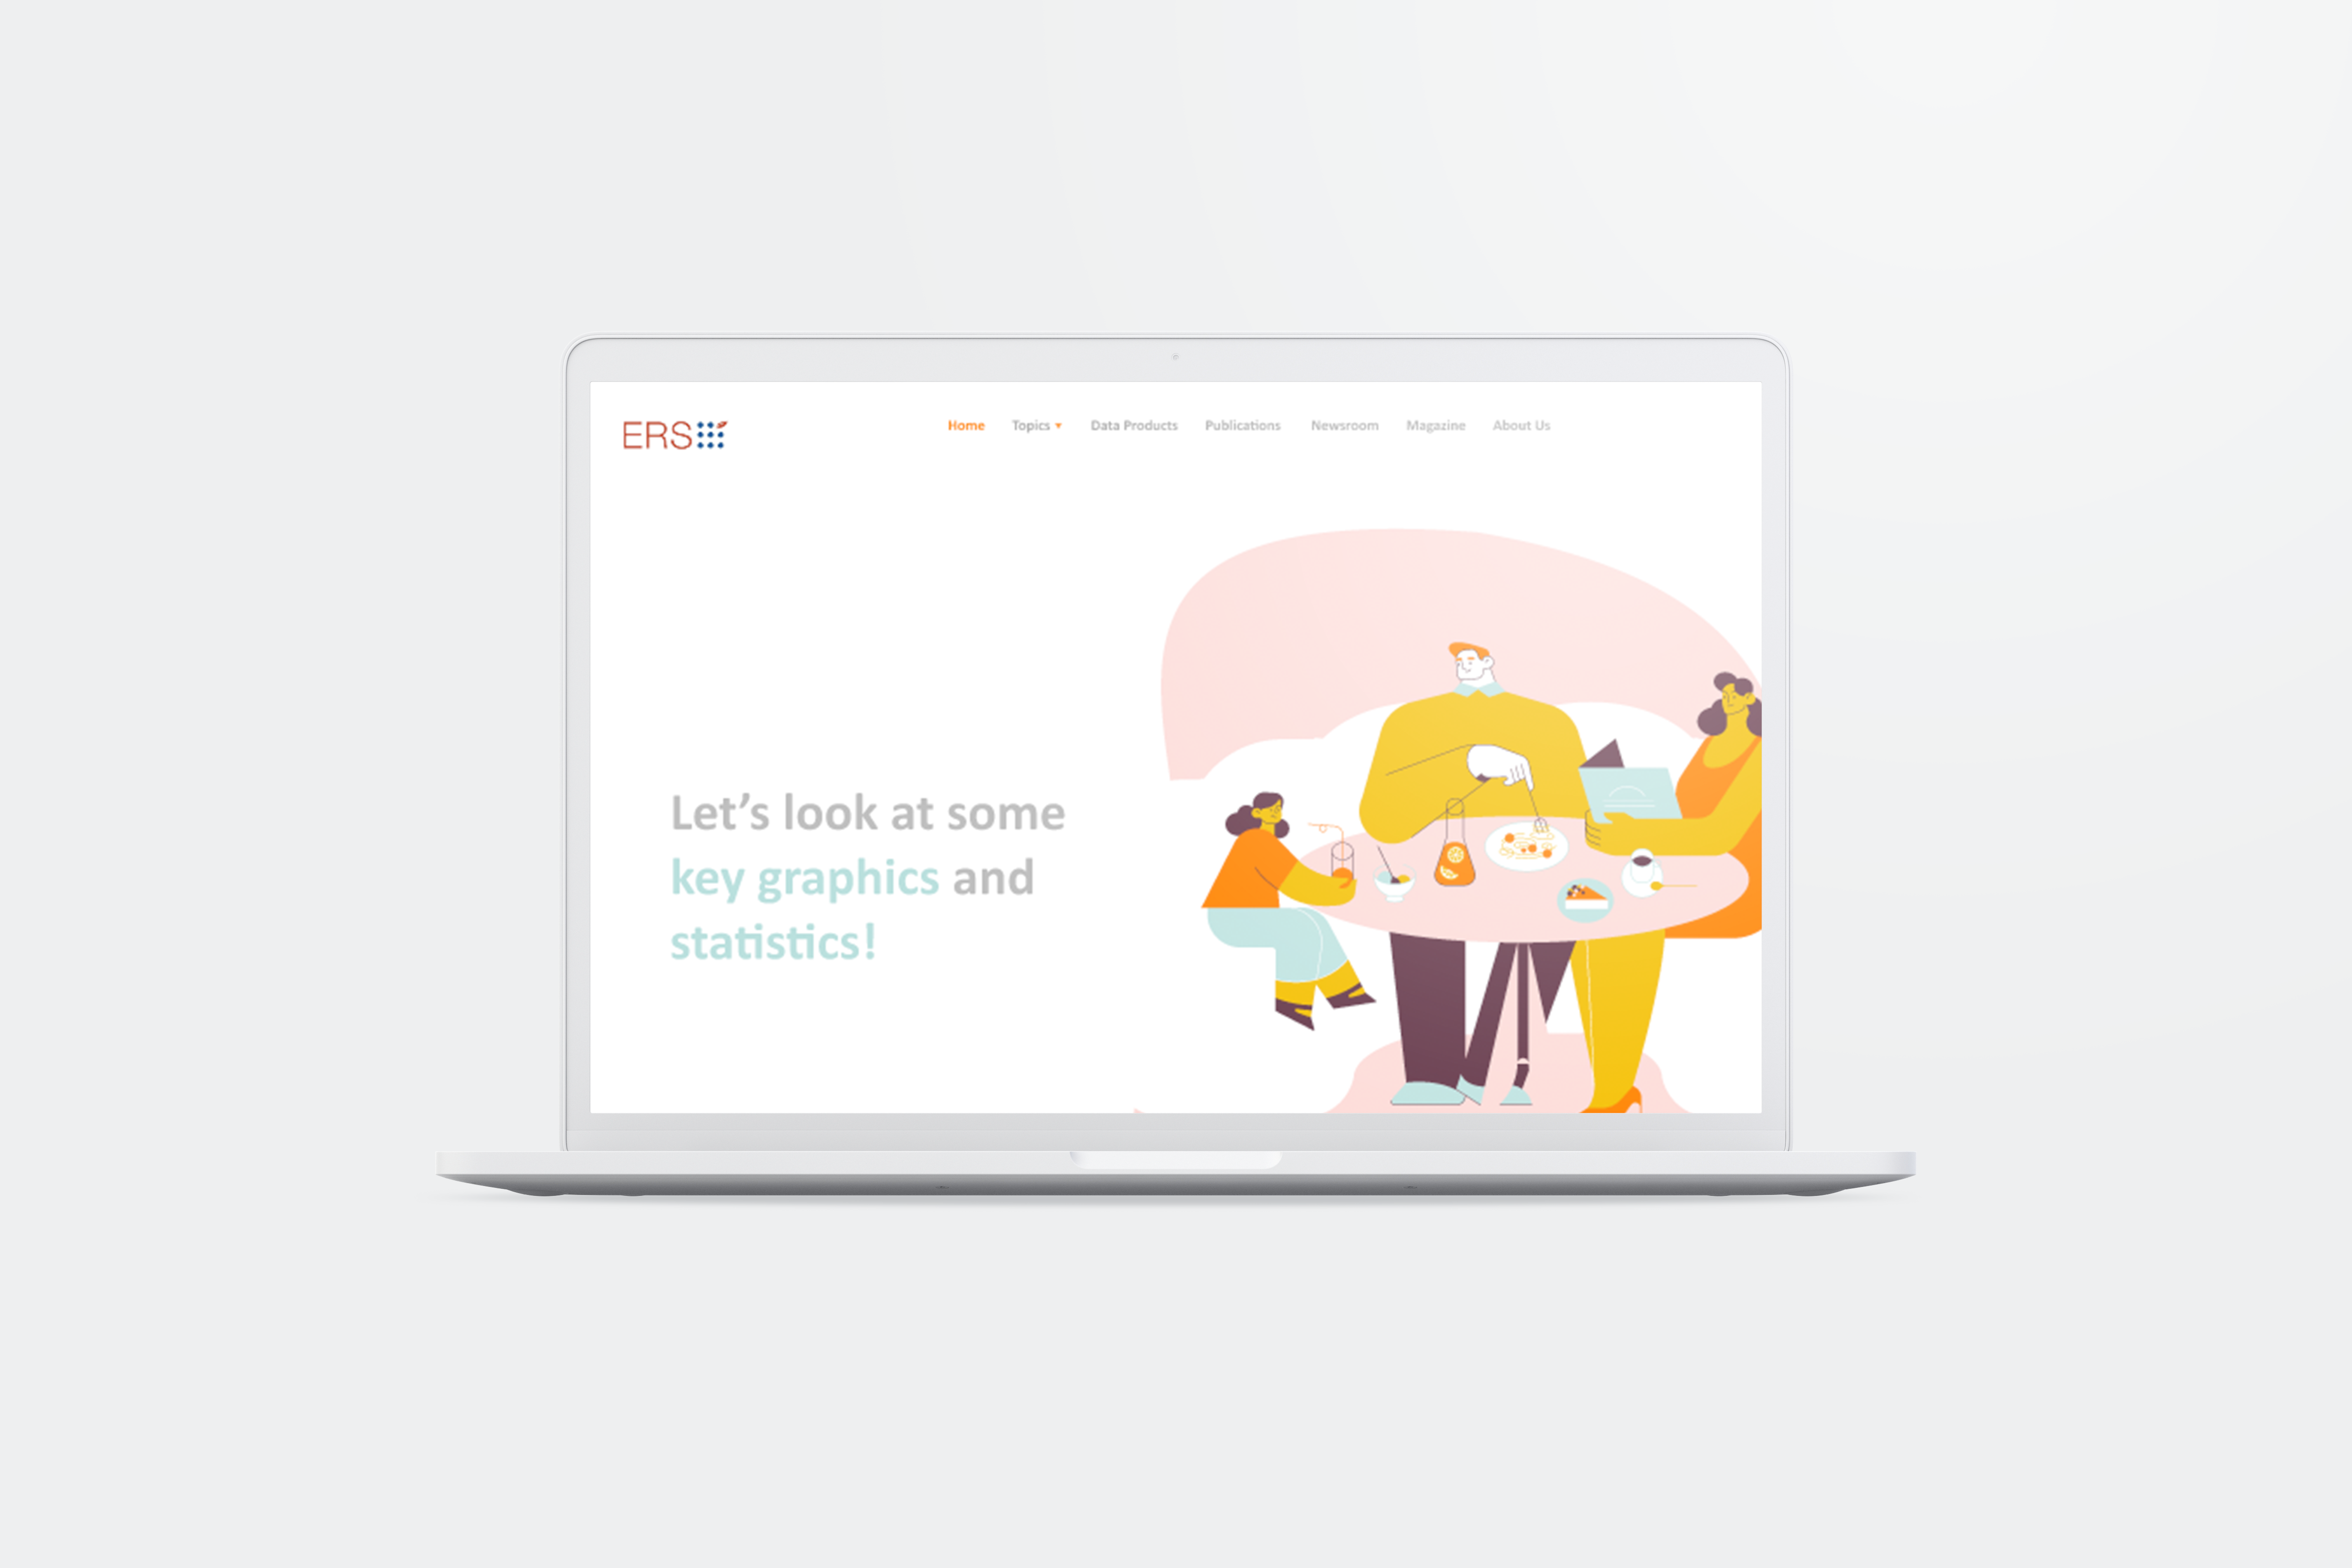 ERS
Home Topics Data Products Publications Newsroom Magazine About Us
Let's look at some
key graphics and
statistics!